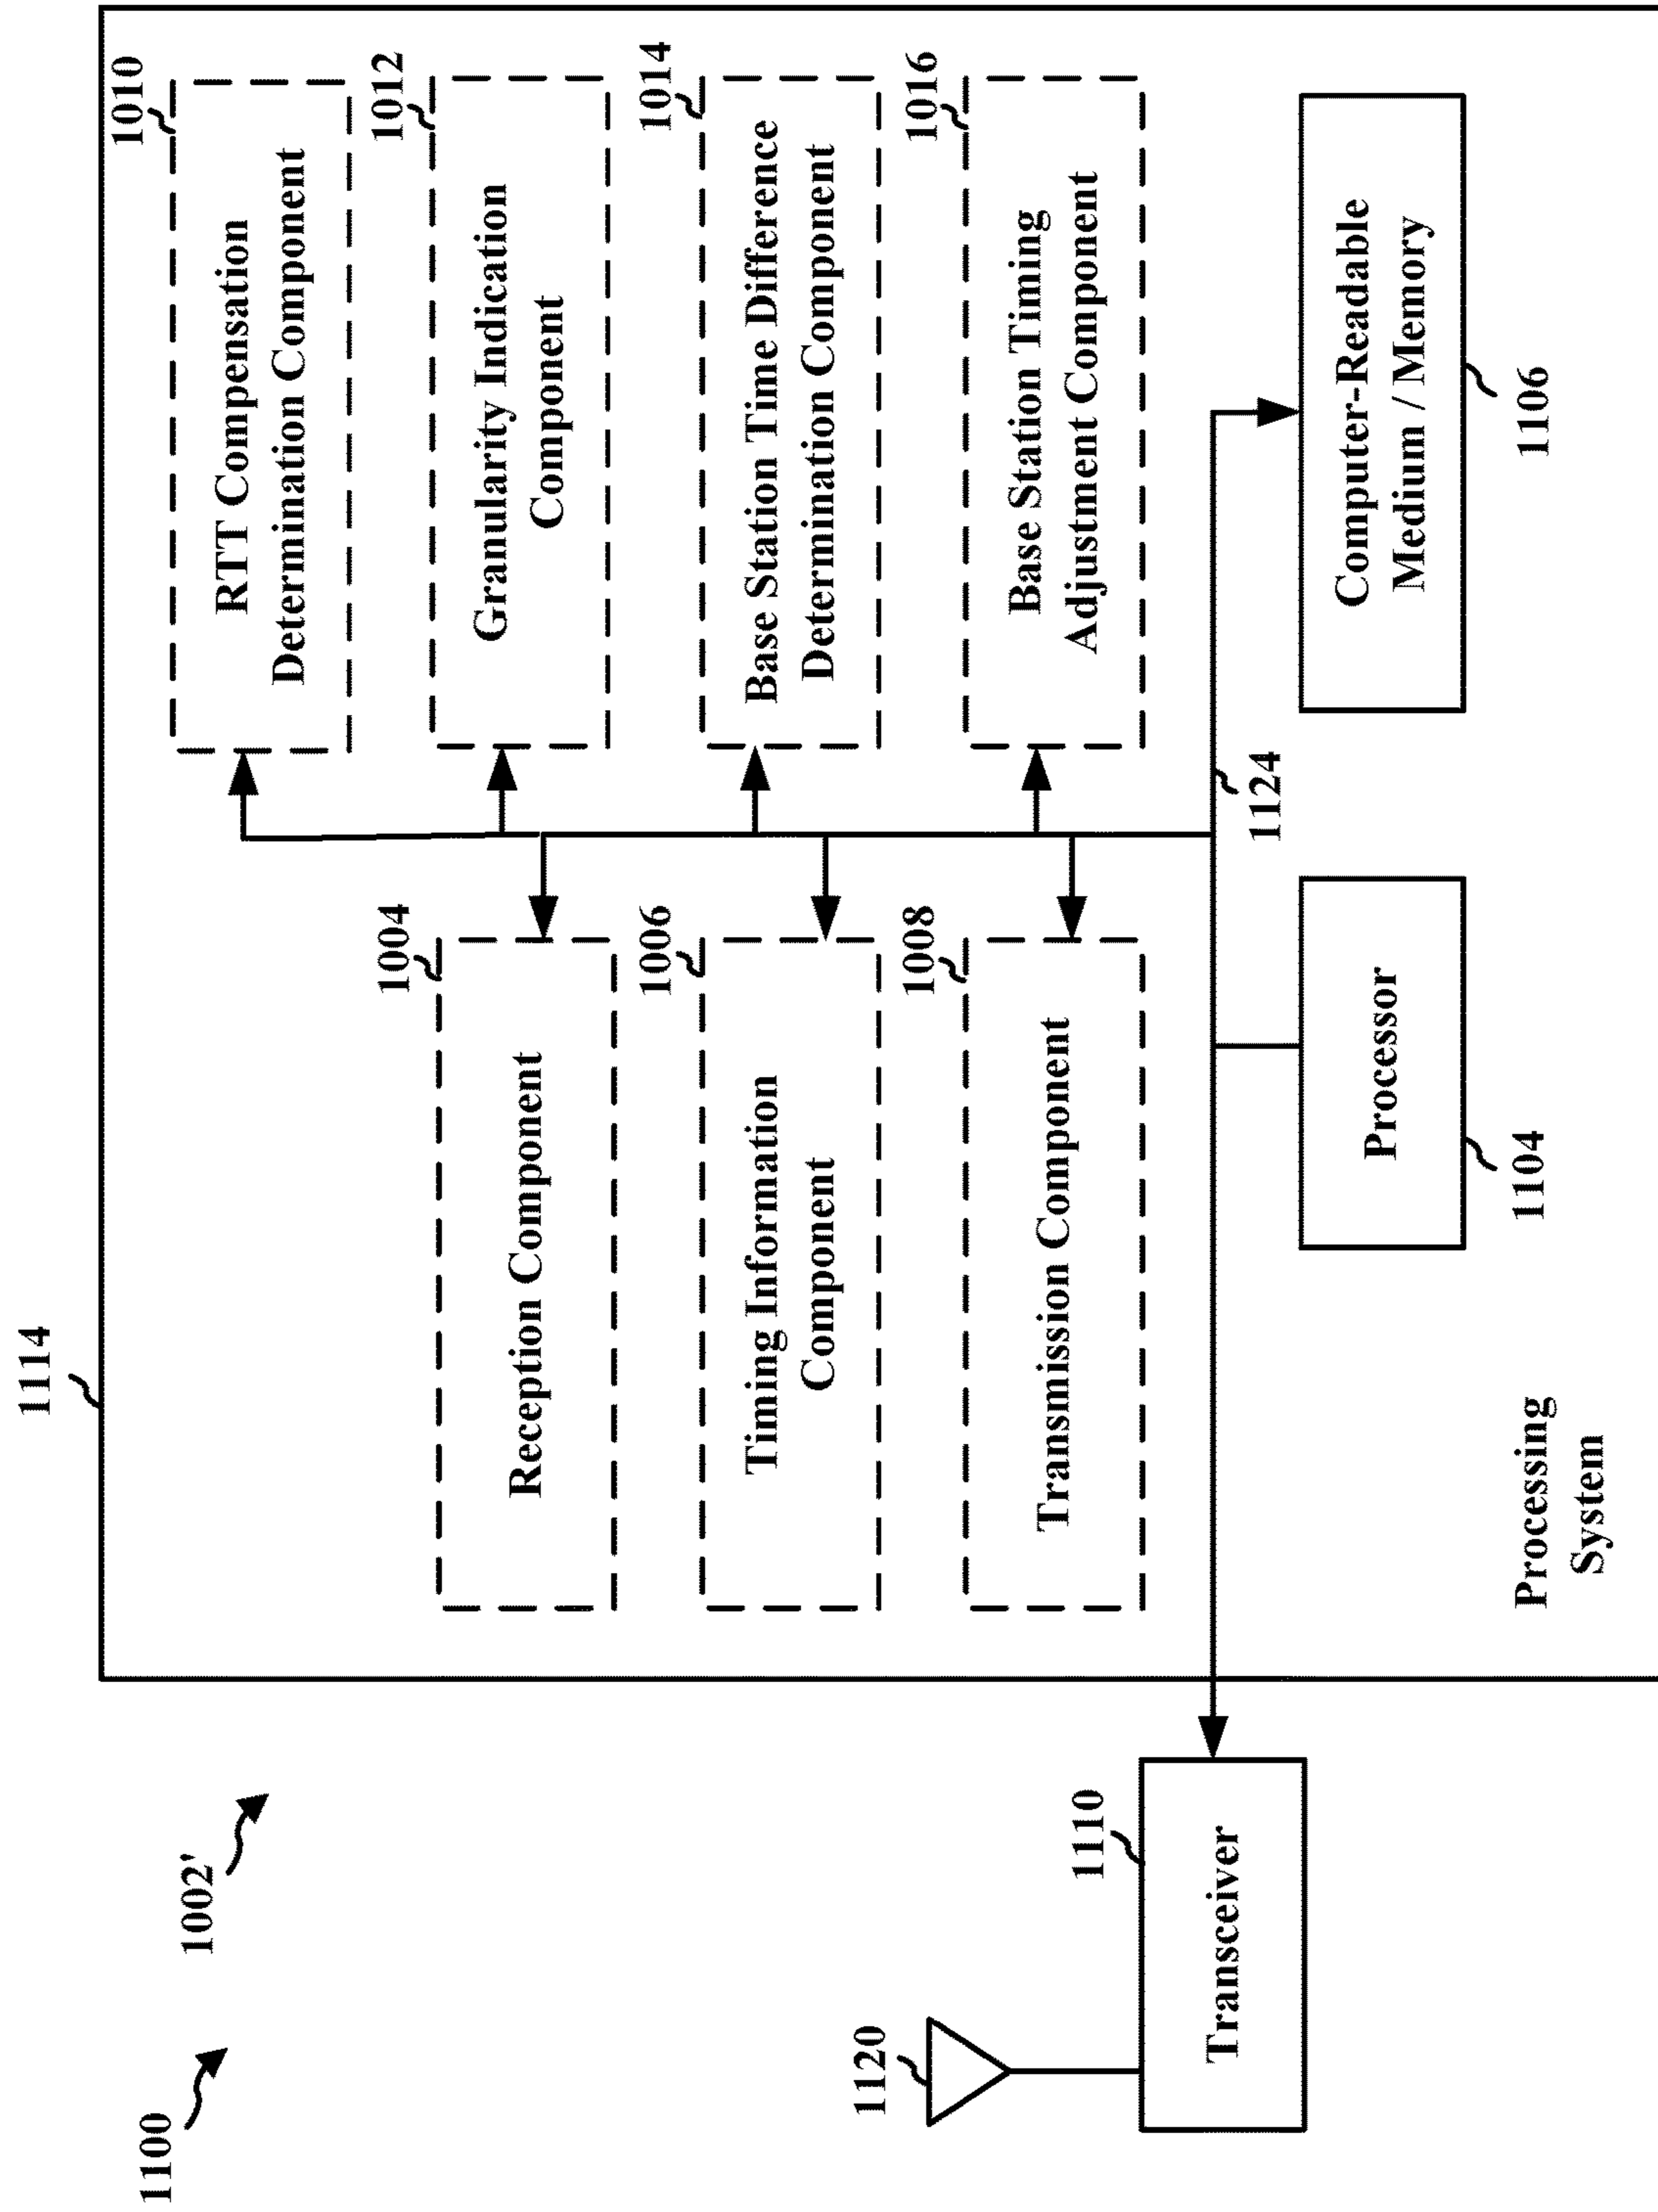 1100
1002'
1114
1010
RTT Compensation
Determination Component
1004
Reception Component
1012
Granularity Indication
Component
1006
Timing Information
Component
1014
Base Station Time Difference
Determination Component
1008
Transmission Component
1016
Base Station Timing
Adjustment Component
1120
1110
Transceiver
1124
Processor
1104
Computer-Readable
Medium / Memory
1106
Processing
System